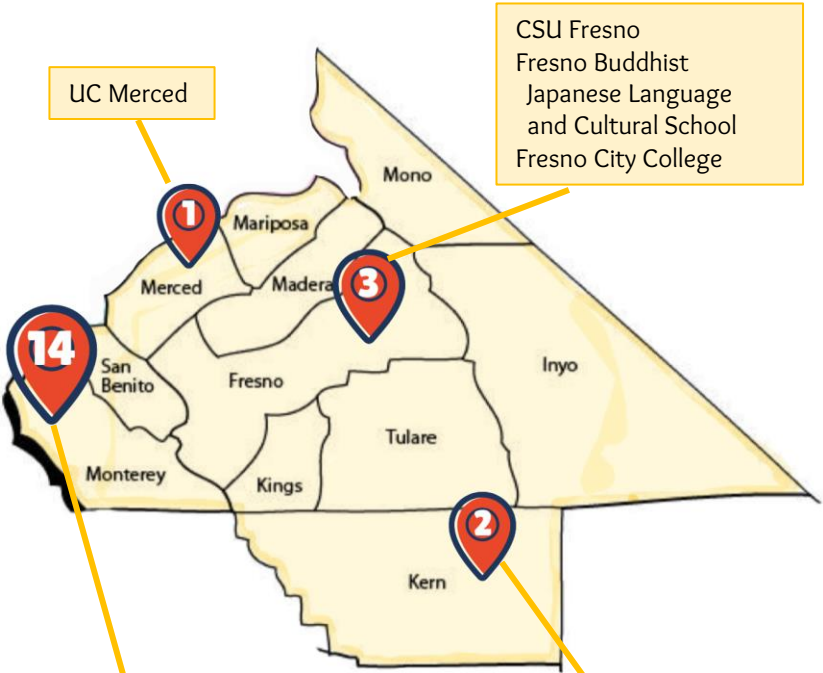 CSU Fresno
Fresno Buddhist
Japanese Language
and Cultural School
Fresno City College
UC Merced
Mono
1
Mariposa
Merced
Madera
3
14
San
Benito
Fresno
Inyo
Tulare
Monterey
Kings
2
Kern